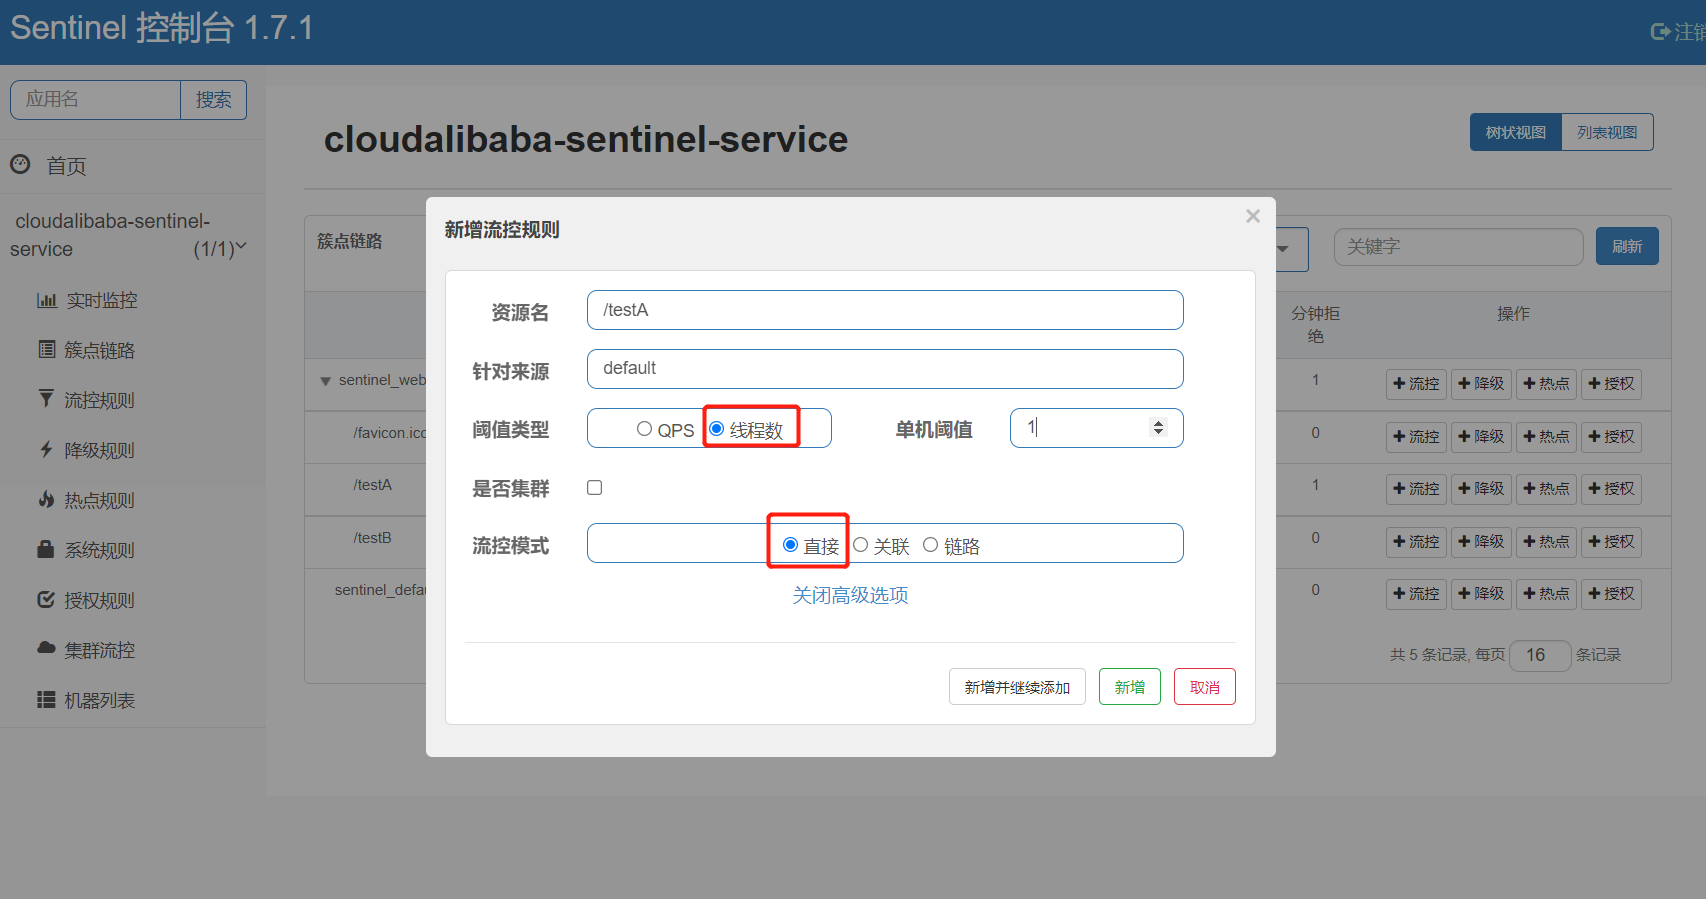 Sentinel 控制台 1.7.1
注销
应用名
搜索
首页
cloudalibaba-sentinel-
service
(1/1)
实时监控
簇点链路
流控规则
降级规则
热点规则
系统规则
授权规则
集群流控
机器列表
cloudalibaba-sentinel-service
树状视图
列表视图
簇点链路
关键字
刷新
分钟拒
绝
操作
sentinel_web
1
+流控 +降级 +热点 +授权
/favicon.ico
0
+流控 +降级 +热点 +授权
/testA
1
+流控 +降级 +热点 +授权
/testB
0
+流控 +降级 +热点 +授权
sentinel_defau
0
+流控 +降级 +热点 +授权
共 5 条记录, 每页 16 条记录
新增流控规则
×
资源名 /testA
针对来源 default
阈值类型 QPS 线程数 单机阈值 1
是否集群
流控模式 直接 关联 链路
关闭高级选项
新增并继续添加 新增 取消